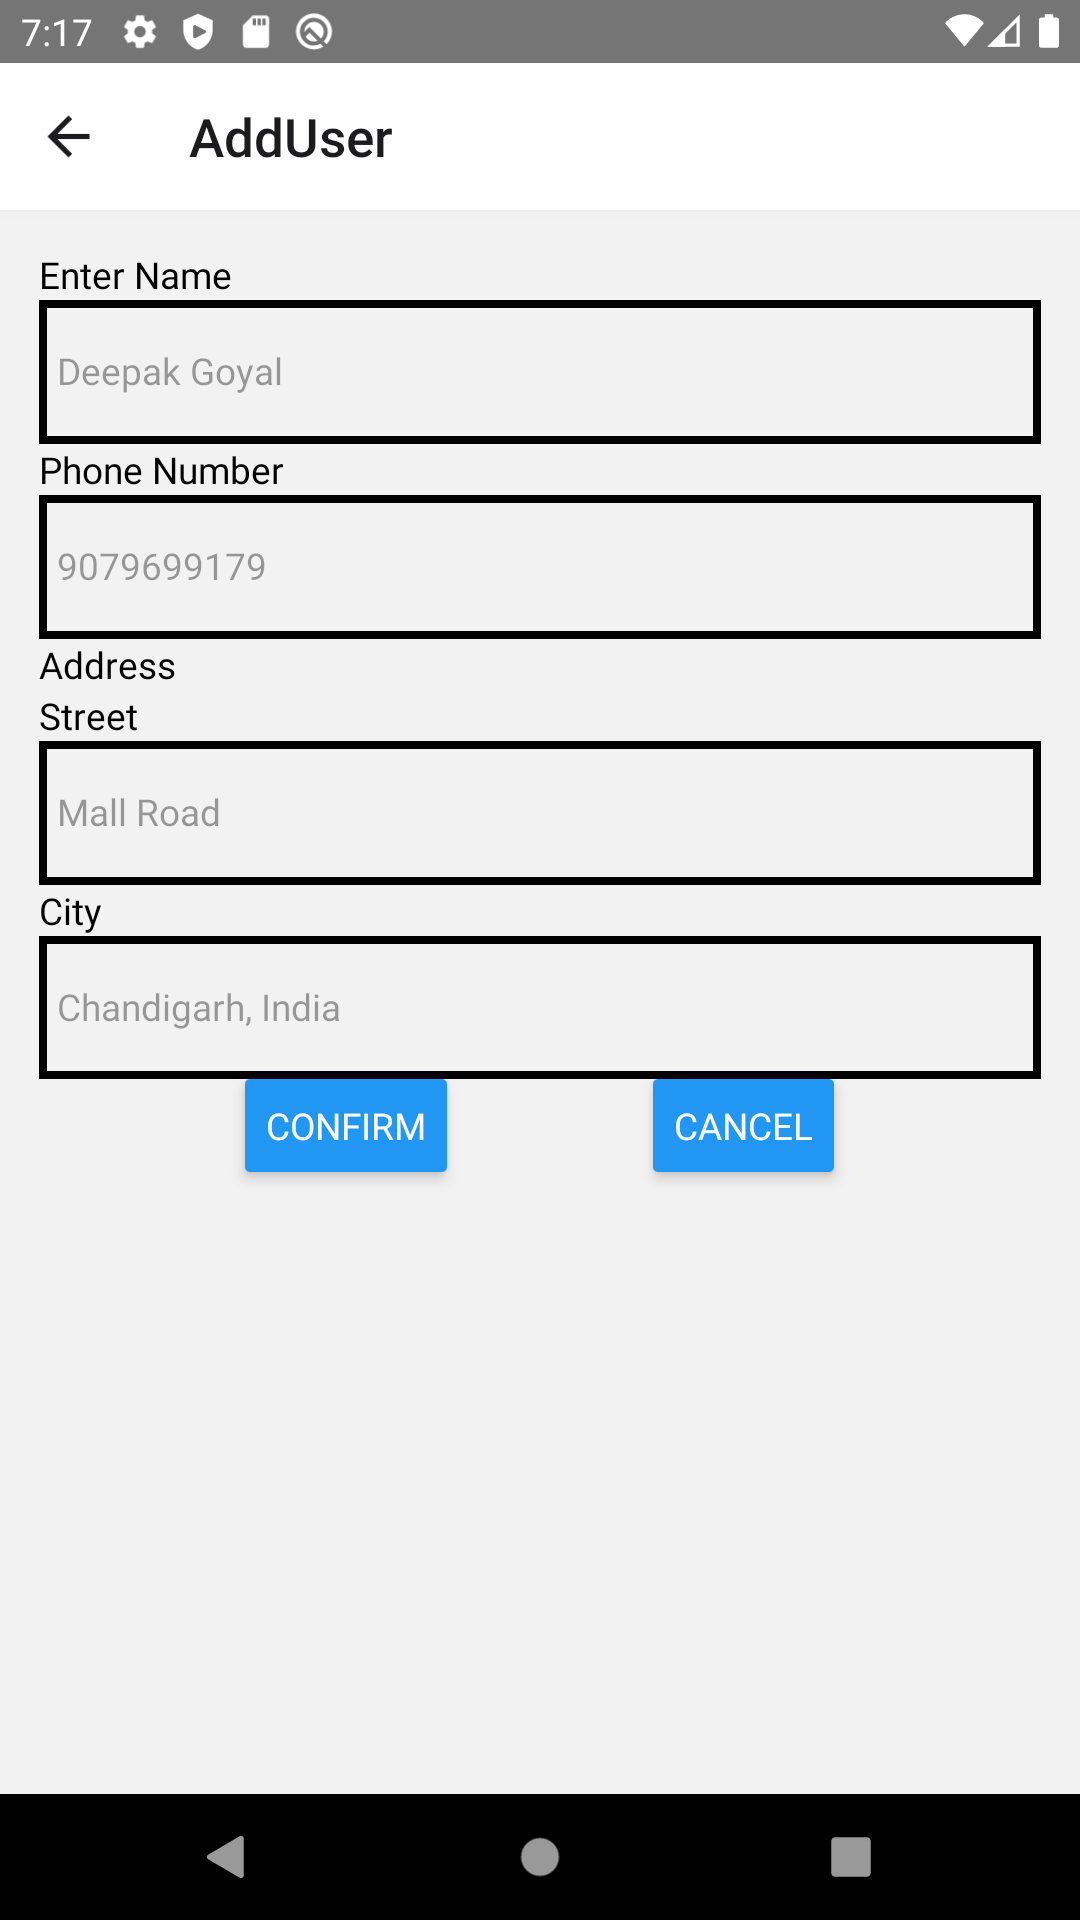 7:17
AddUser
Enter Name
Deepak Goyal
Phone Number
9079699179
Address
Street
Mall Road
City
Chandigarh, India
CONFIRM CANCEL